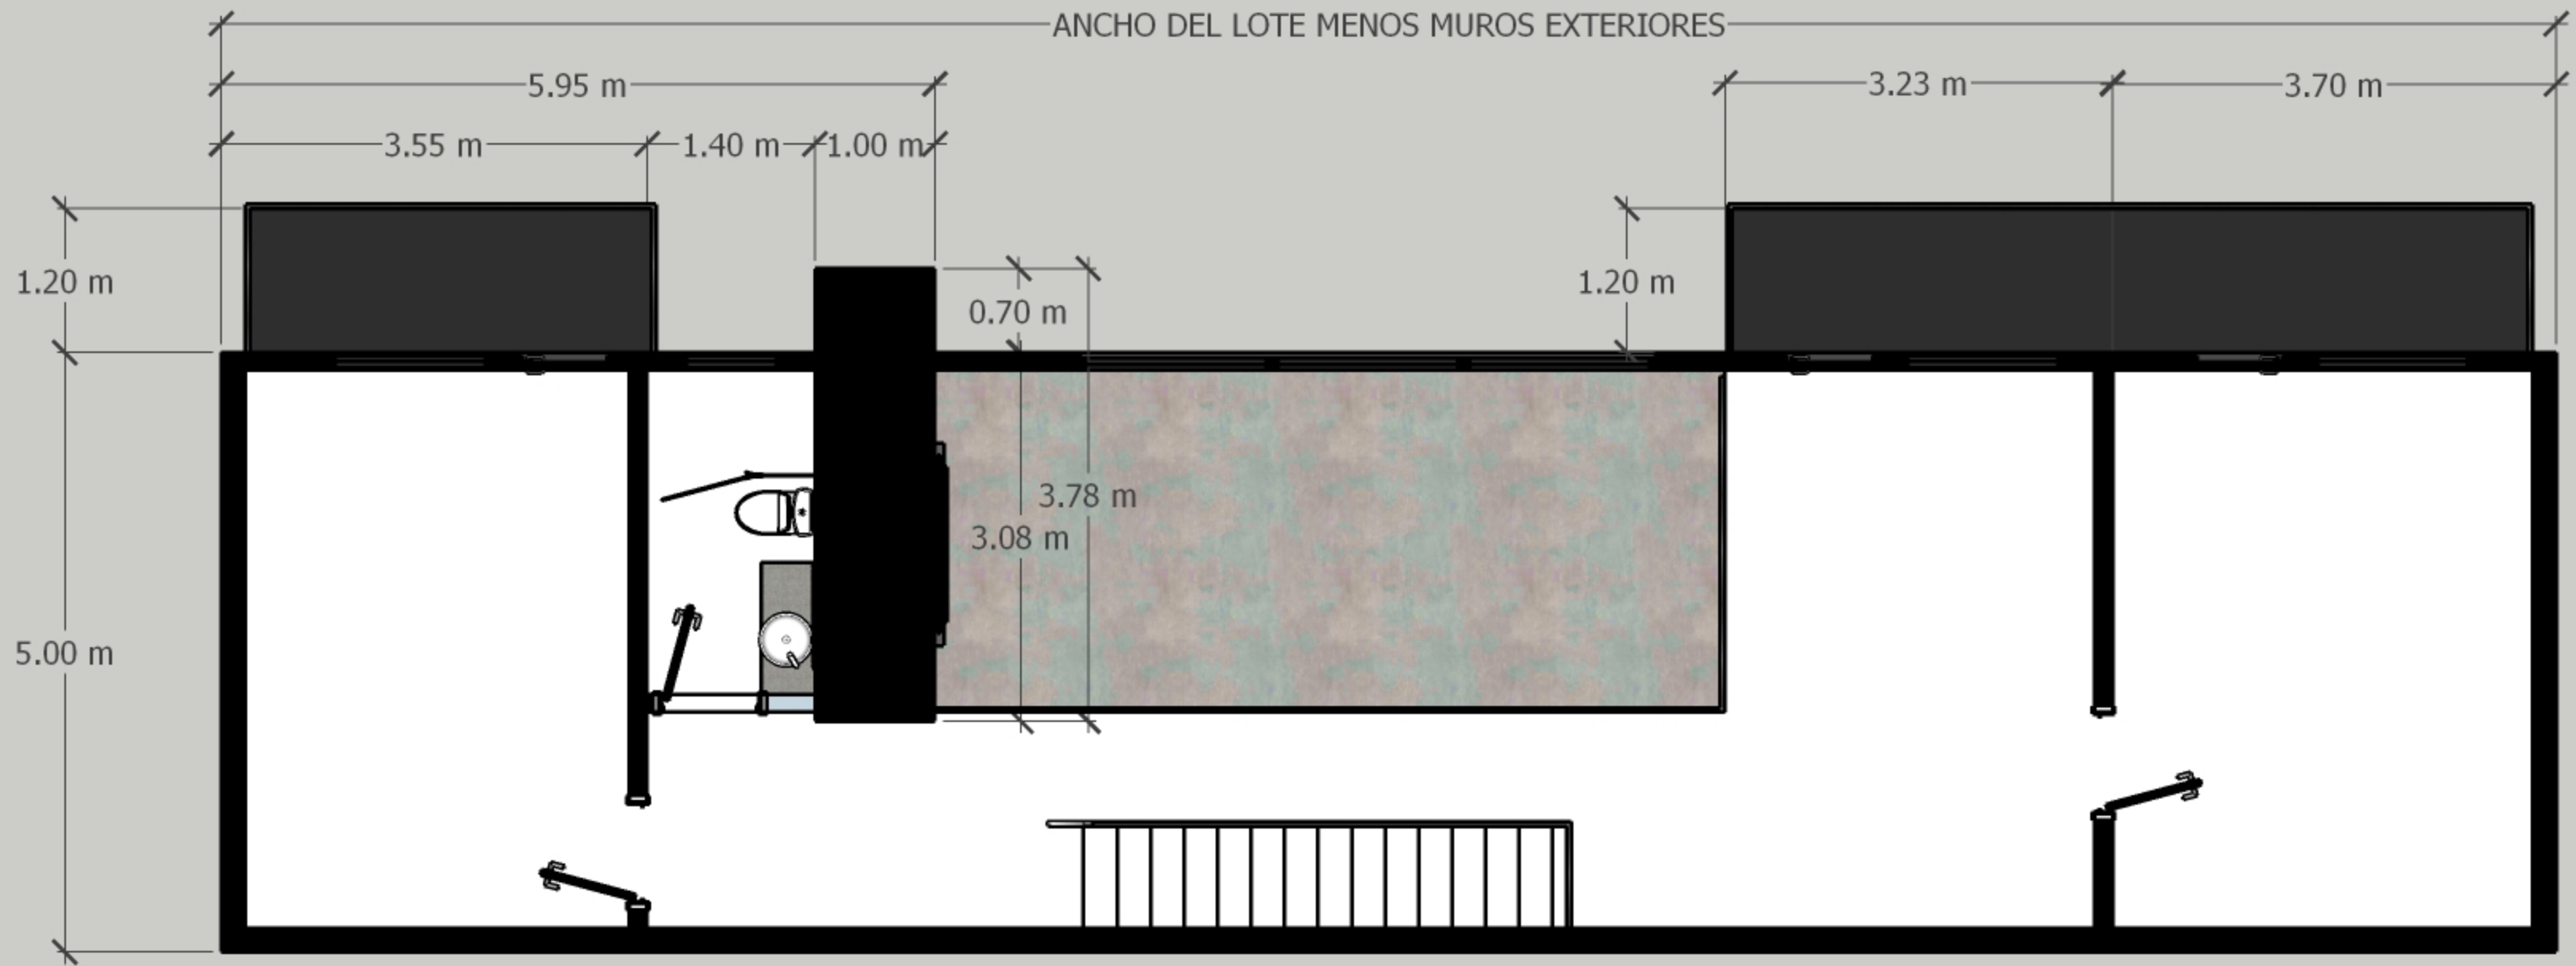 ANCHO DEL LOTE MENOS MUROS EXTERIORES
5.95 m
3.23 m
3.70 m
3.55 m
1.40 m
1.00 m
1.20 m
0.70 m
1.20 m
3.78 m
3.08 m
5.00 m